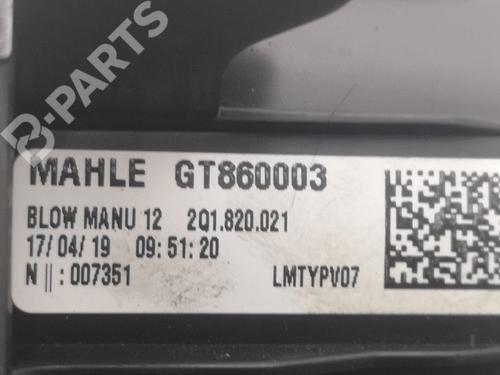 B-PARTS
MAHLE GT860003
BLOW MANU 12 2Q1.820.021
17/04/19 09:51:20
N ||: 007351 LMTYPV07